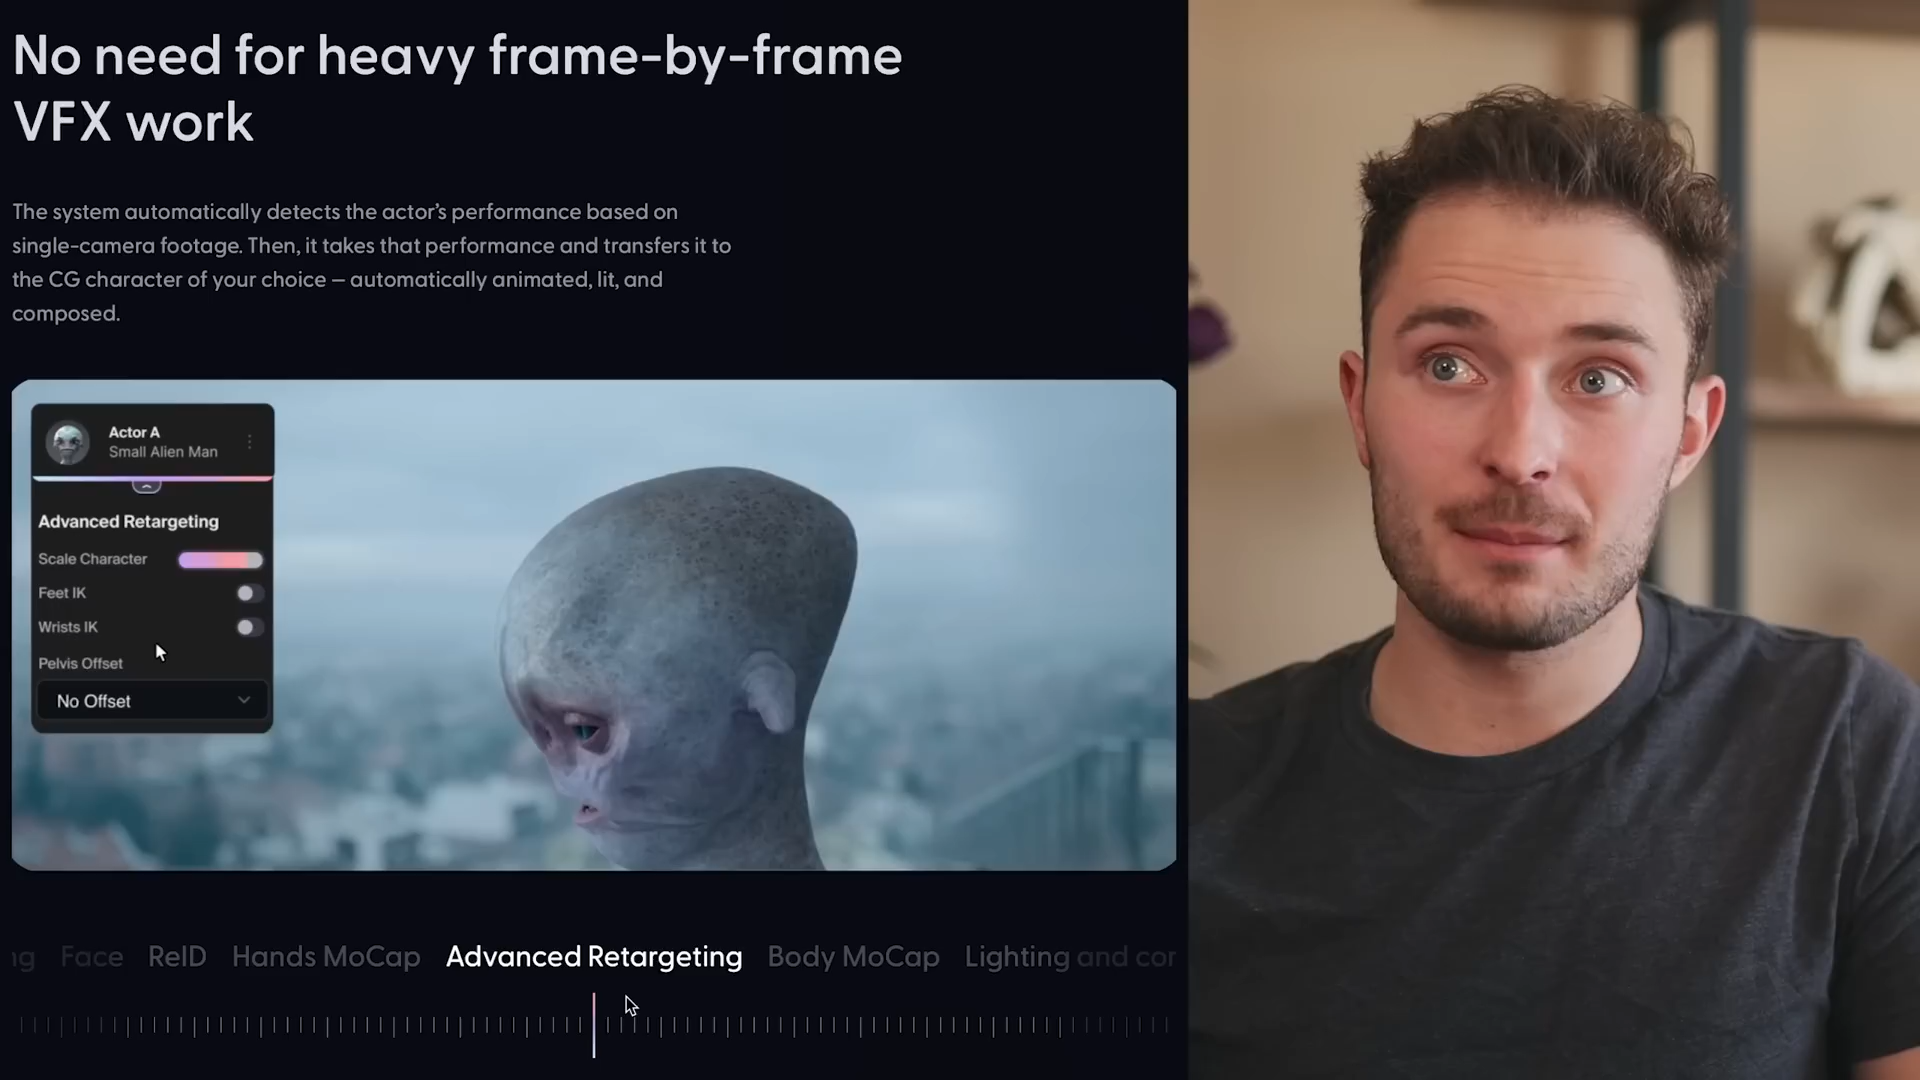 No need for heavy frame-by-frame
VFX work
The system automatically detects the actor’s performance based on
single-camera footage. Then, it takes that performance and transfers it to
the CG character of your choice – automatically animated, lit, and
composed.
Actor A
Small Alien Man
Advanced Retargeting
Scale Character
Feet IK
Wrists IK
Pelvis Offset
No Offset
ng Face ReID Hands MoCap Advanced Retargeting Body MoCap Lighting and cor